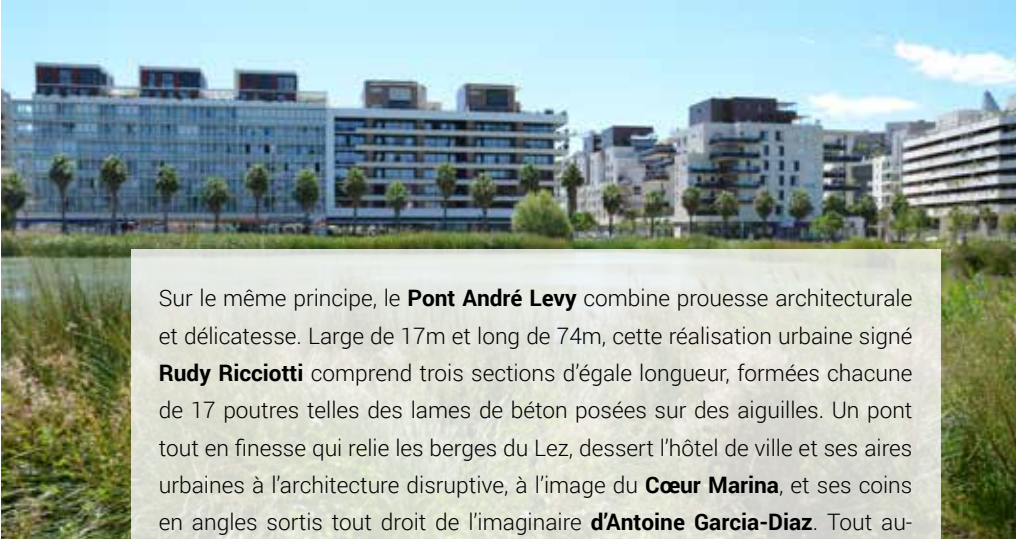 Sur le même principe, le Pont André Levy combine prouesse architecturale
et délicatesse. Large de 17m et long de 74m, cette réalisation urbaine signé
Rudy Ricciotti comprend trois sections d'égale longueur, formées chacune
de 17 poutres telles des lames de béton posées sur des aiguilles. Un pont
tout en finesse qui relie les berges du Lez, dessert l'hôtel de ville et ses aires
urbaines à l'architecture disruptive, à l'image du Cœur Marina, et ses coins
en angles sortis tout droit de l'imaginaire d'Antoine Garcia-Diaz. Tout au-